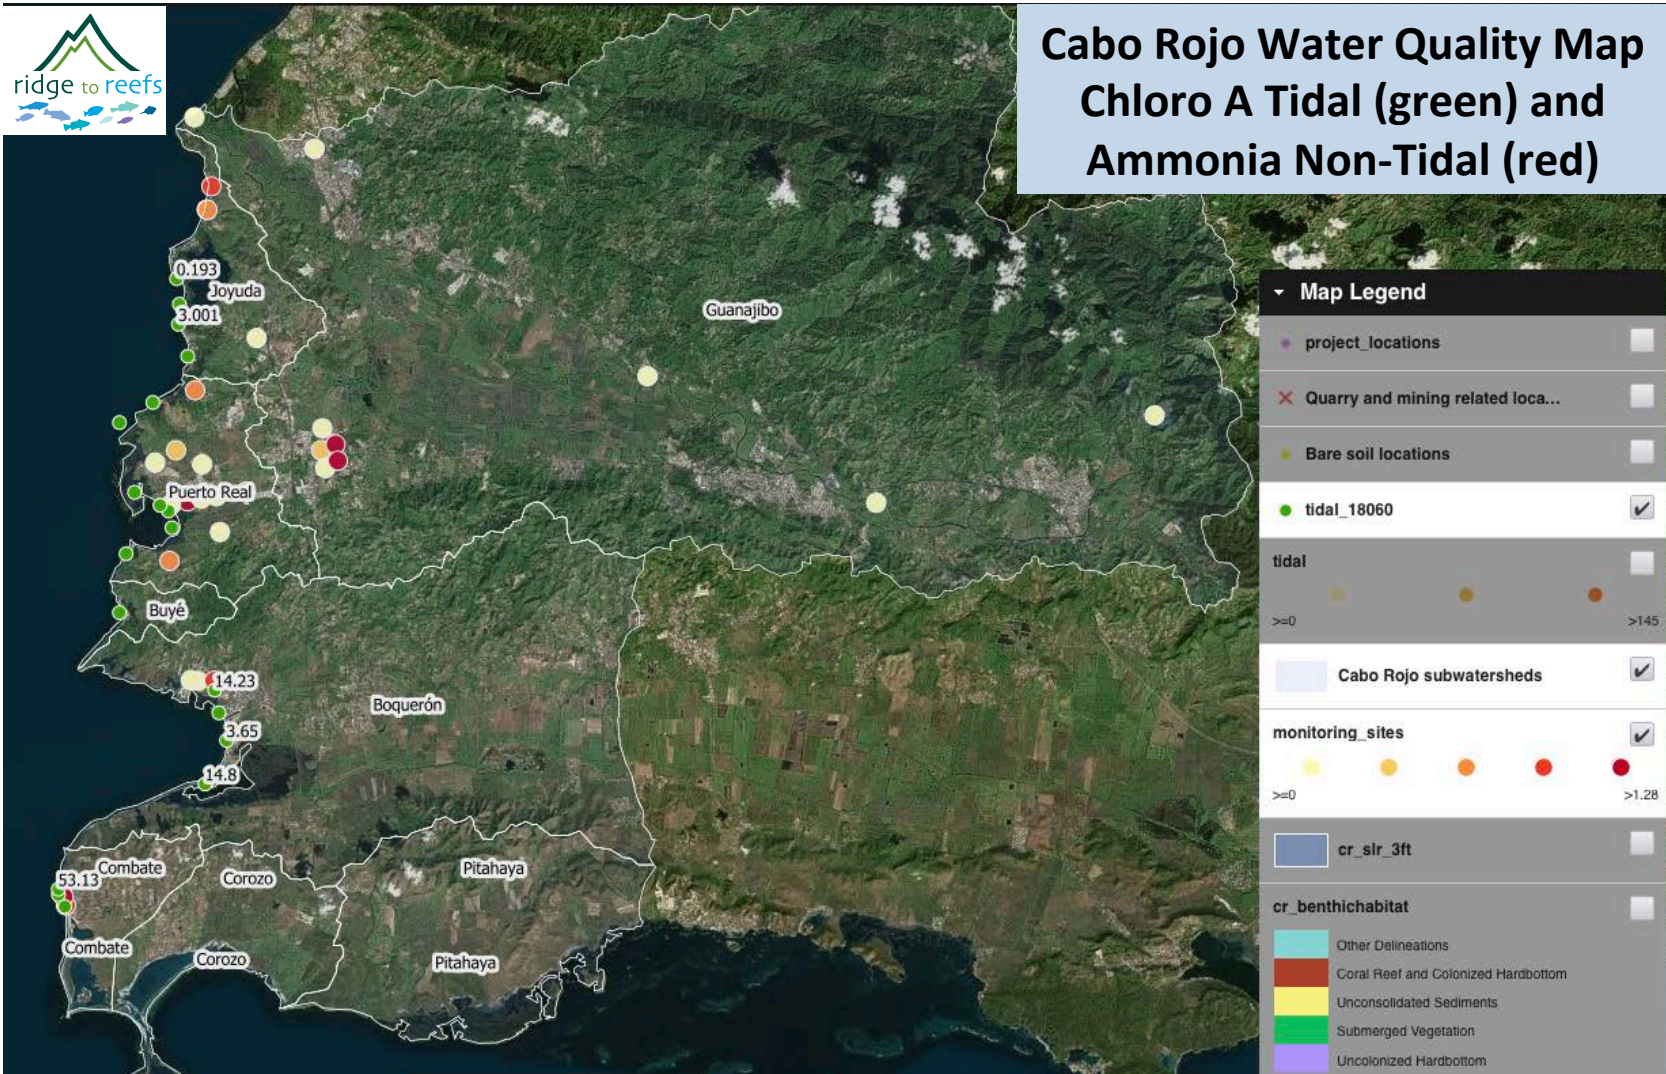 ridge to reefs
Cabo Rojo Water Quality Map
Chloro A Tidal (green) and
Ammonia Non-Tidal (red)
0.193
Joyuda
3.001
Guanajibo
Puerto Real
Buyé
14.23
3.65
14.8
Boquerón
Combate
53.13
Corozo
Pitahaya
Combate
Corozo
Pitahaya
Map Legend
project_locations
Quarry and mining related loca...
Bare soil locations
tidal_18060
tidal
>=0 >145
Cabo Rojo subwatersheds
monitoring_sites
>=0 >1.28
cr_slr_3ft
cr_benthichabitat
Other Delineations
Coral Reef and Colonized Hardbottom
Unconsolidated Sediments
Submerged Vegetation
Uncolonized Hardbottom